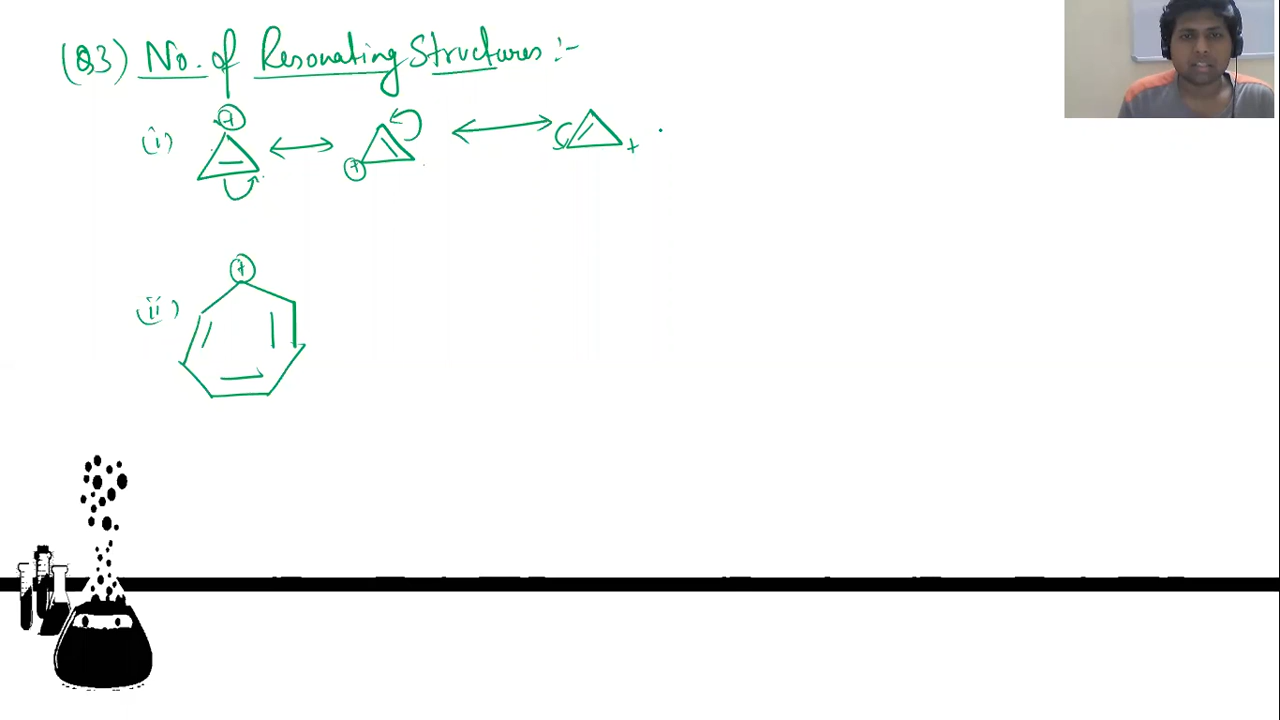 (Q3) No. of Resonating Structures :-
(i) + + +
(ii) +